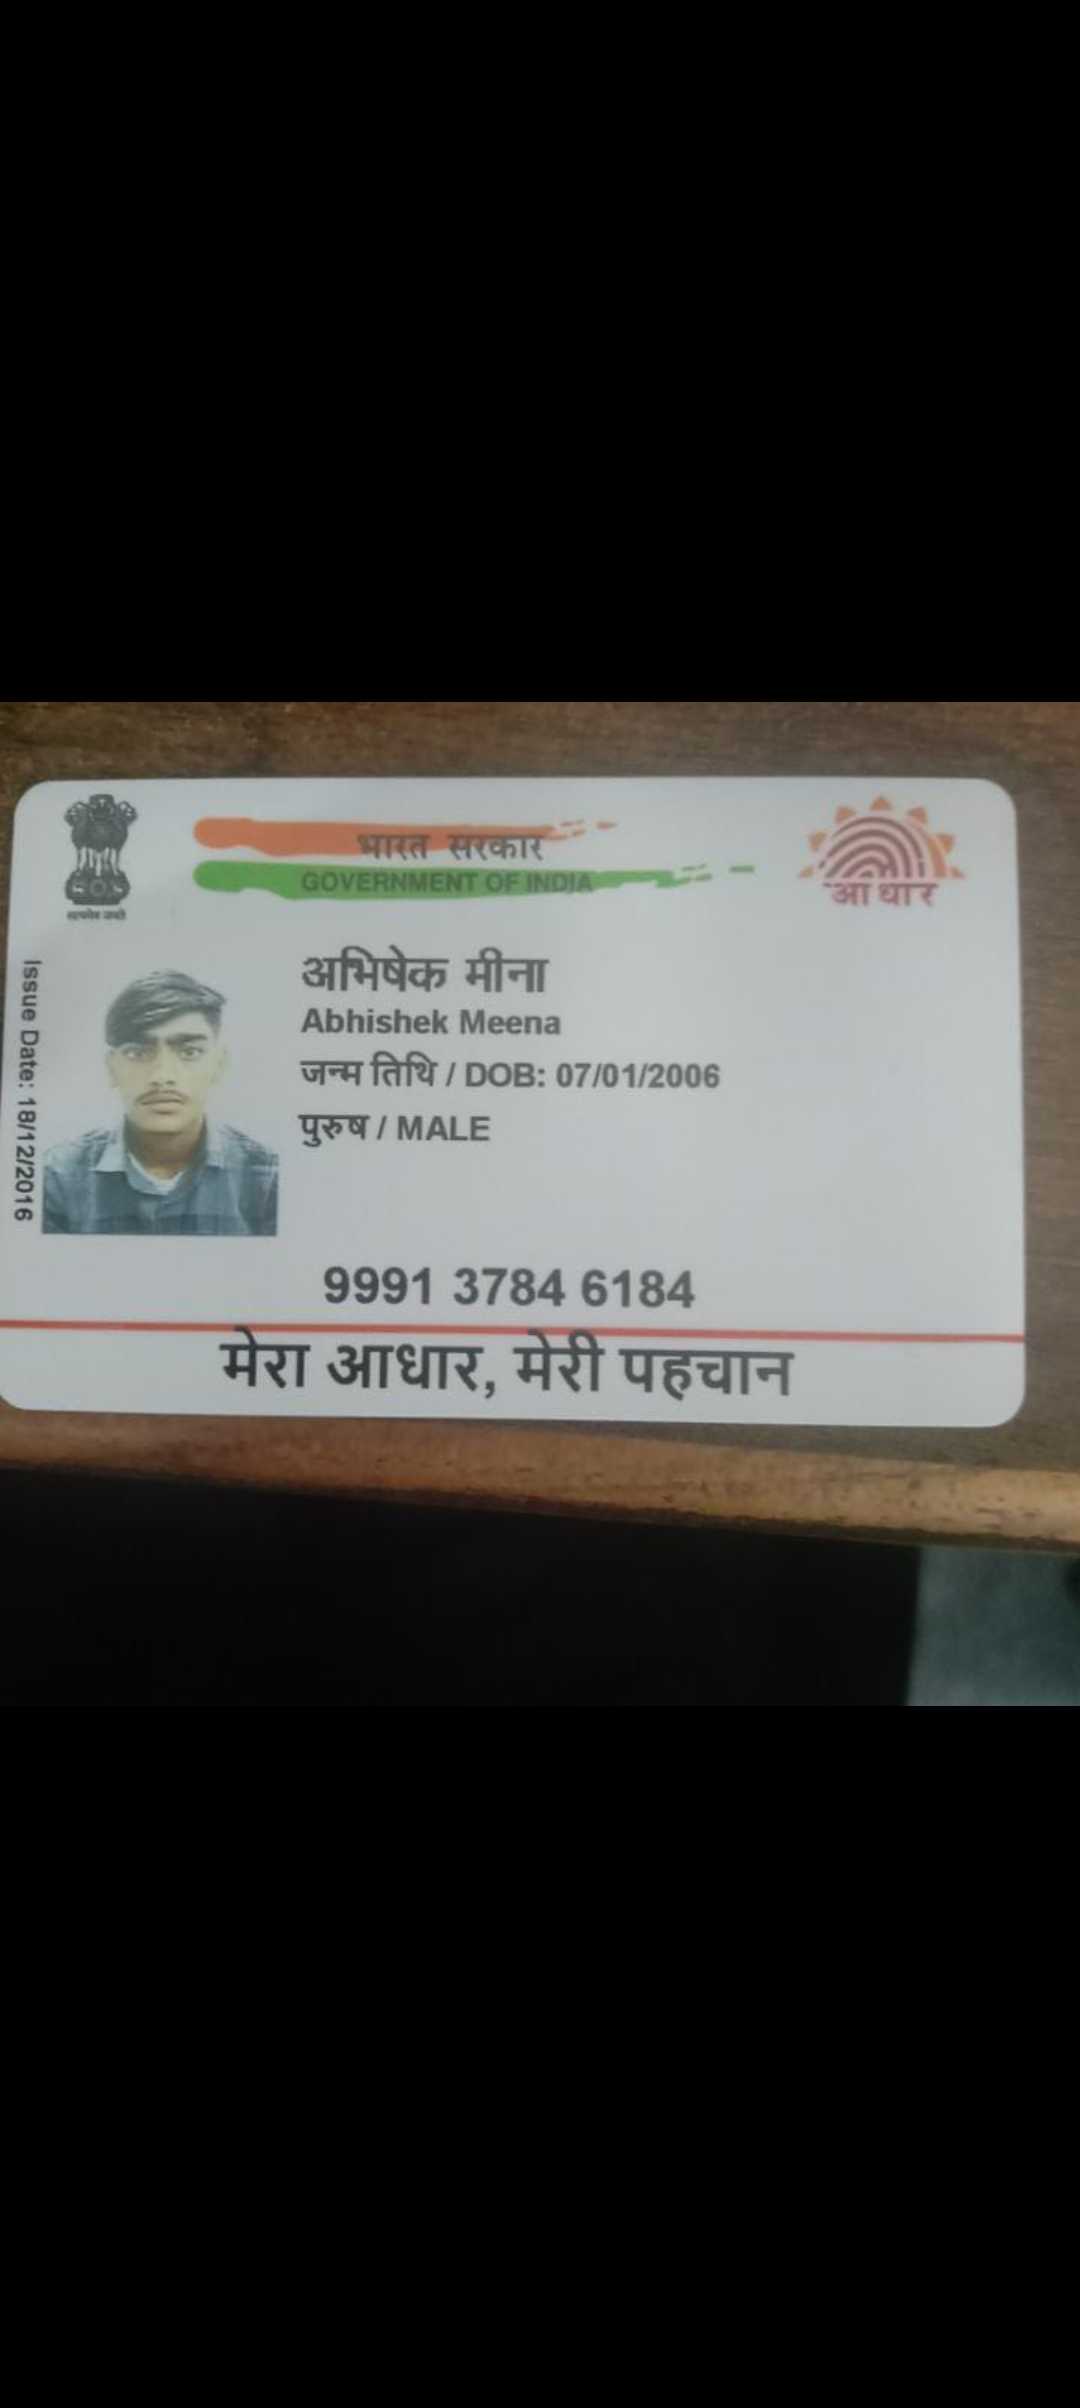 भारत सरकार
GOVERNMENT OF INDIA
आधार
सत्यमेव जयते
Issue Date: 18/12/2016
अभिषेक मीना
Abhishek Meena
जन्म तिथि / DOB: 07/01/2006
पुरुष / MALE
9991 3784 6184
मेरा आधार, मेरी पहचान